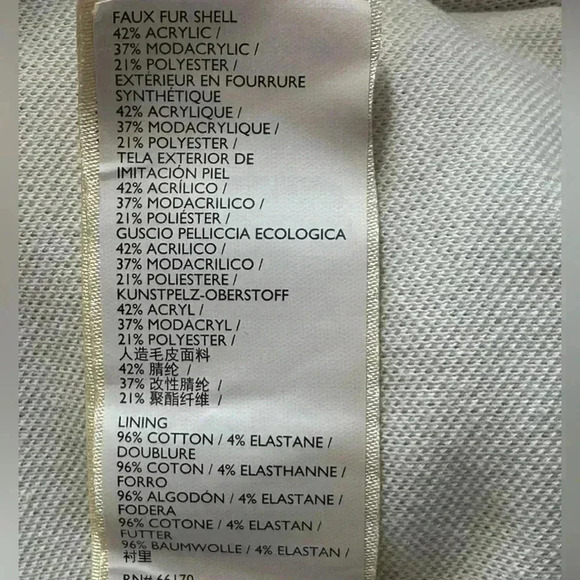 FAUX FUR SHELL
42% ACRYLIC /
37% MODACRYLIC /
21% POLYESTER /
EXTÉRIEUR EN FOURRURE
SYNTHÉTIQUE
42% ACRYLIQUE /
37% MODACRYLIQUE /
21% POLYESTER /
TELA EXTERIOR DE
IMITACIÓN PIEL
42% ACRÍLICO /
37% MODACRILICO /
21% POLIÉSTER /
GUSCIO PELLICCIA ECOLOGICA
42% ACRILICO /
37% MODACRILICO /
21% POLIESTERE /
KUNSTPELZ-OBERSTOFF
42% ACRYL /
37% MODACRYL /
21% POLYESTER /
人造毛皮面料
42% 腈纶 /
37% 改性腈纶 /
21% 聚酯纤维 /
LINING
96% COTTON / 4% ELASTANE /
DOUBLURE
96% COTON / 4% ELASTHANNE /
FORRO
96% ALGODÓN / 4% ELASTANE /
FODERA
96% COTONE / 4% ELASTAN /
FUTTER
96% BAUMWOLLE / 4% ELASTAN /
衬里
RN# 66170